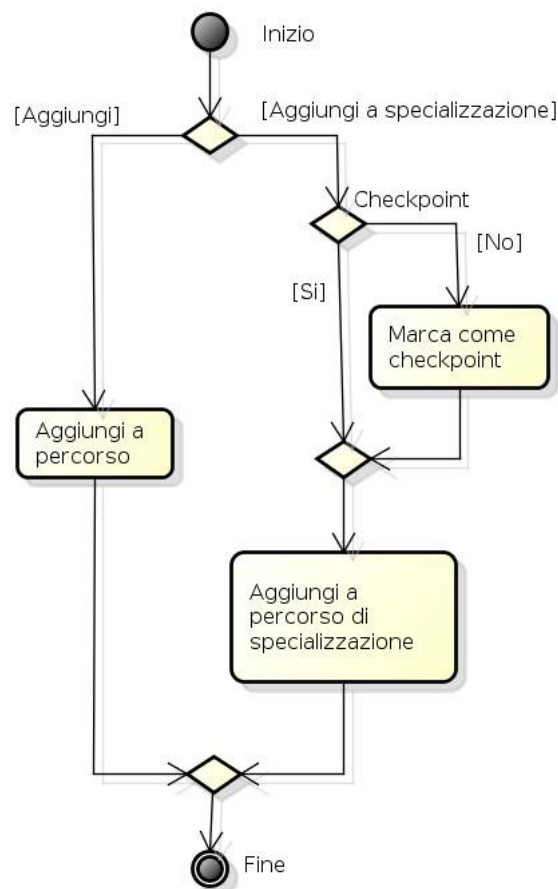 Inizio
[Aggiungi]
[Aggiungi a specializzazione]
Checkpoint
[No]
[Si]
Marca come
checkpoint
Aggiungi a
percorso
Aggiungi a
percorso di
specializzazione
Fine